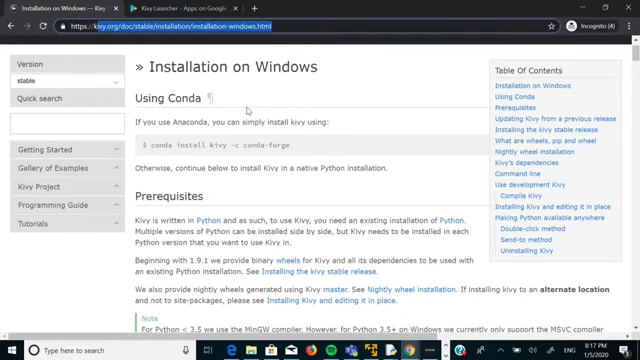 Installation on Windows — Kivy
Kivy Launcher - Apps on Google
https://kivy.org/doc/stable/installation/installation-windows.html
Incognito (4)
Version
stable
Quick search
Getting Started
Gallery of Examples
Kivy Project
Programming Guide
Tutorials
» Installation on Windows
Using Conda ¶
If you use Anaconda, you can simply install kivy using:
$ conda install kivy -c conda-forge
Otherwise, continue below to install Kivy in a native Python installation.
Prerequisites
Kivy is written in Python and as such, to use Kivy, you need an existing installation of Python.
Multiple versions of Python can be installed side by side, but Kivy needs to be installed in each
Python version that you want to use Kivy in.
Beginning with 1.9.1 we provide binary wheels for Kivy and all its dependencies to be used with
an existing Python installation. See Installing the kivy stable release.
We also provide nightly wheels generated using Kivy master. See Nightly wheel installation. If installing kivy to an alternate location
and not to site-packages, please see Installing Kivy and editing it in place.
Note
For Python < 3.5 we use the MinGW compiler. However, for Python 3.5+ on Windows we currently only support the MSVC compiler
Table Of Contents
Installation on Windows
Using Conda
Prerequisites
Updating Kivy from a previous release
Installing the kivy stable release
What are wheels, pip and wheel
Nightly wheel installation
Kivy's dependencies
Command line
Use development Kivy
Compile Kivy
Installing Kivy and editing it in place
Making Python available anywhere
Double-click method
Send-to method
Uninstalling Kivy
Type here to search
ENG
8:17 PM
1/5/2020